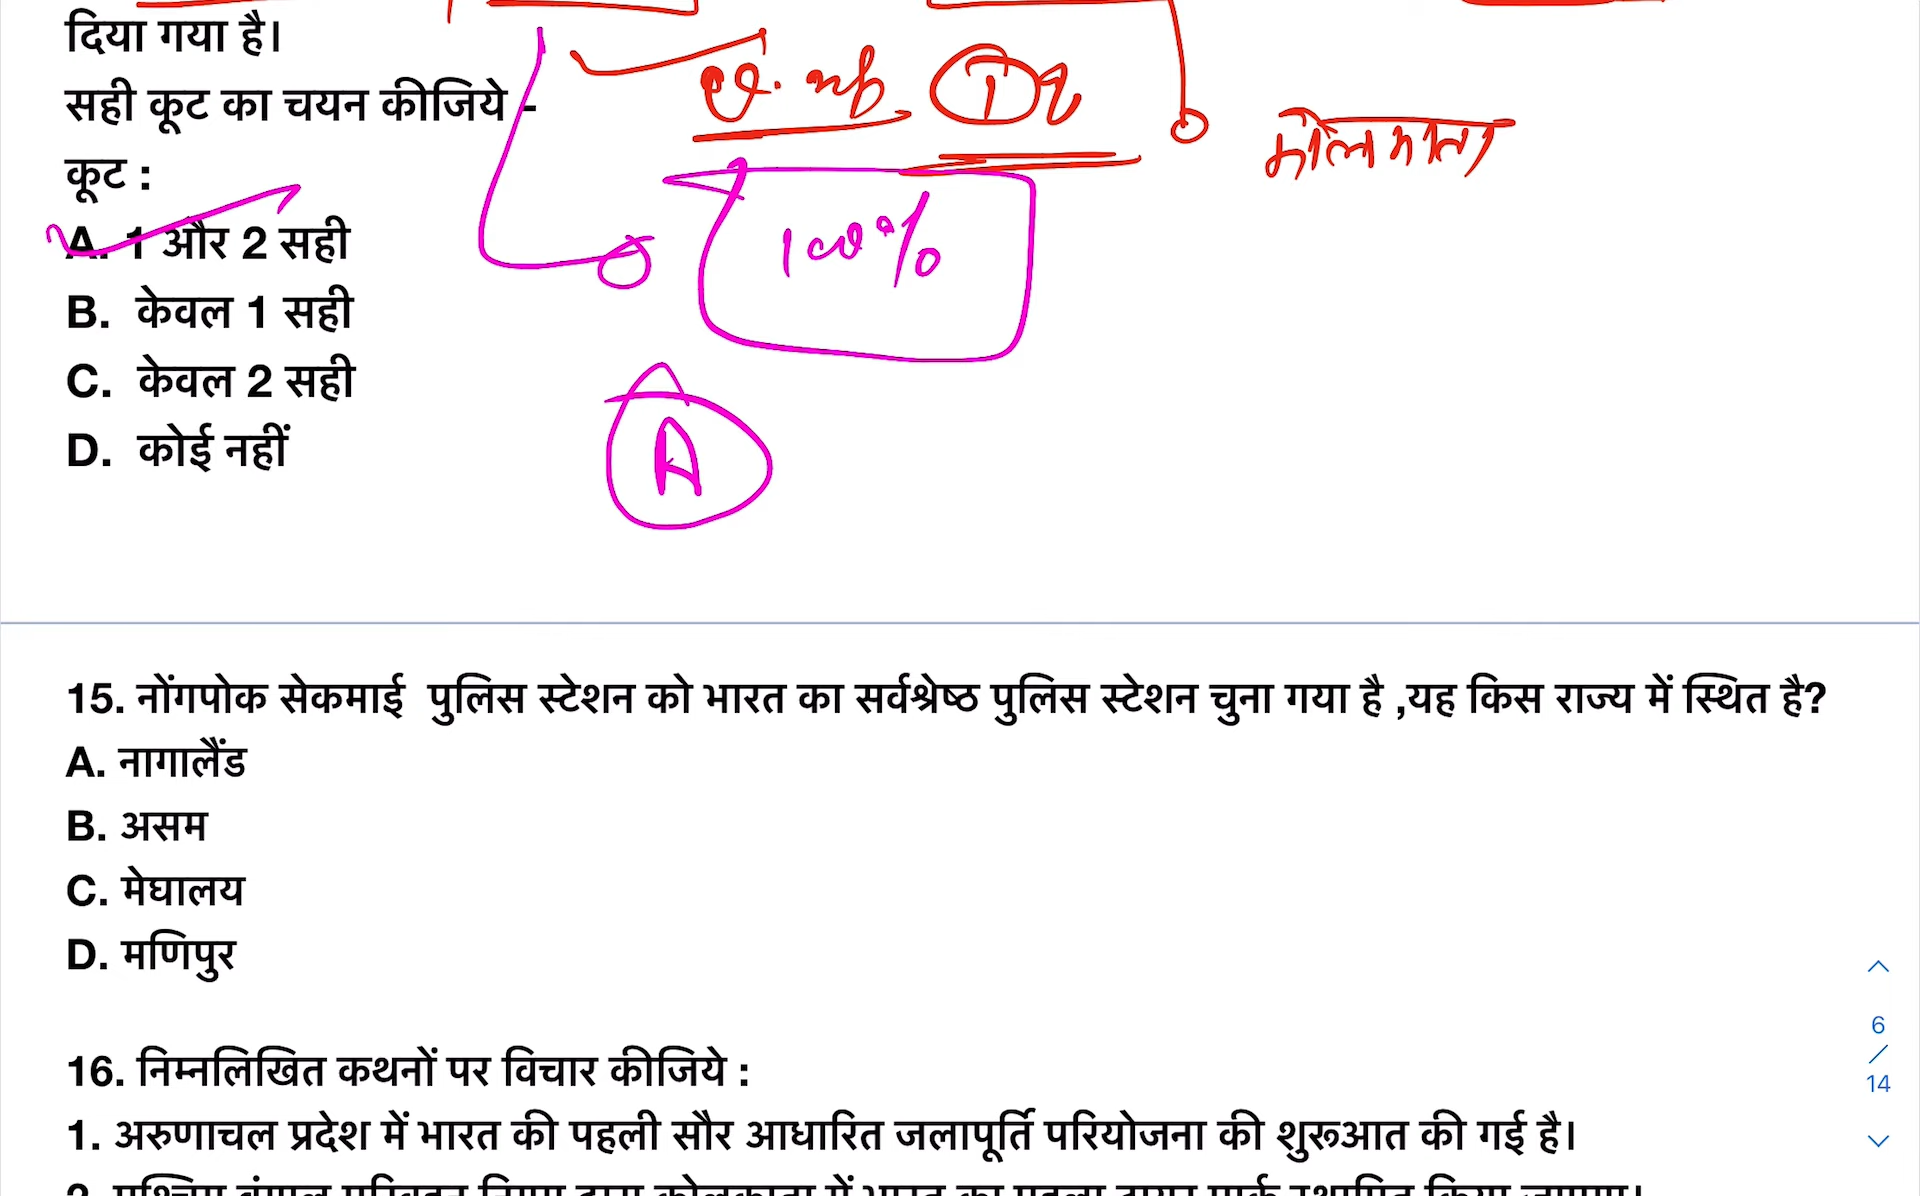 दिया गया है।
सही कूट का चयन कीजिये -
कूट :
A. 1 और 2 सही
100%
B. केवल 1 सही
C. केवल 2 सही
A
D. कोई नहीं
15. नोंगपोक सेकमाई पुलिस स्टेशन को भारत का सर्वश्रेष्ठ पुलिस स्टेशन चुना गया है ,यह किस राज्य में स्थित है?
A. नागालैंड
B. असम
C. मेघालय
D. मणिपुर
6
/
14
16. निम्नलिखित कथनों पर विचार कीजिये :
1. अरुणाचल प्रदेश में भारत की पहली सौर आधारित जलापूर्ति परियोजना की शुरूआत की गई है।